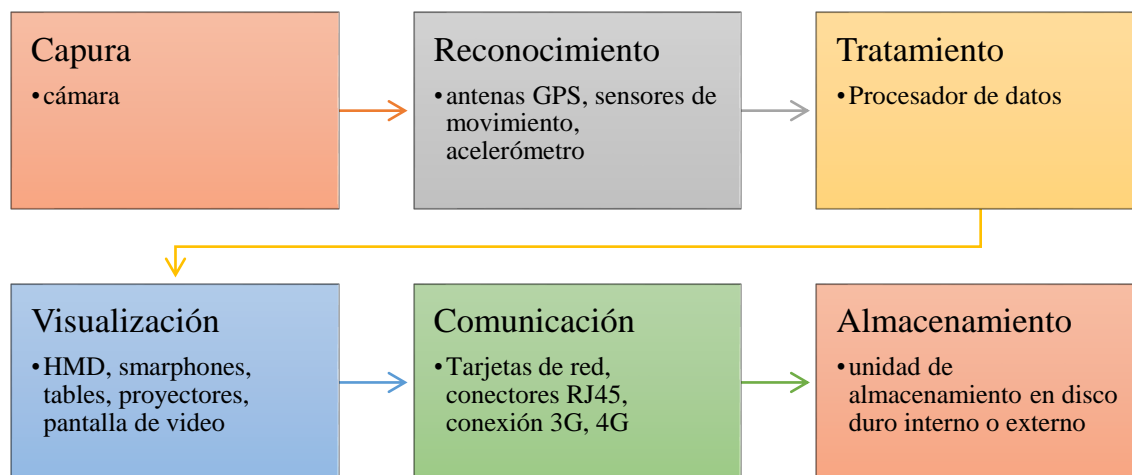 Capura
•cámara
Reconocimiento
•antenas GPS, sensores de
movimiento,
acelerómetro
Tratamiento
•Procesador de datos
Visualización
•HMD, smarphones,
tables, proyectores,
pantalla de video
Comunicación
•Tarjetas de red,
conectores RJ45,
conexión 3G, 4G
Almacenamiento
•unidad de
almacenamiento en disco
duro interno o externo